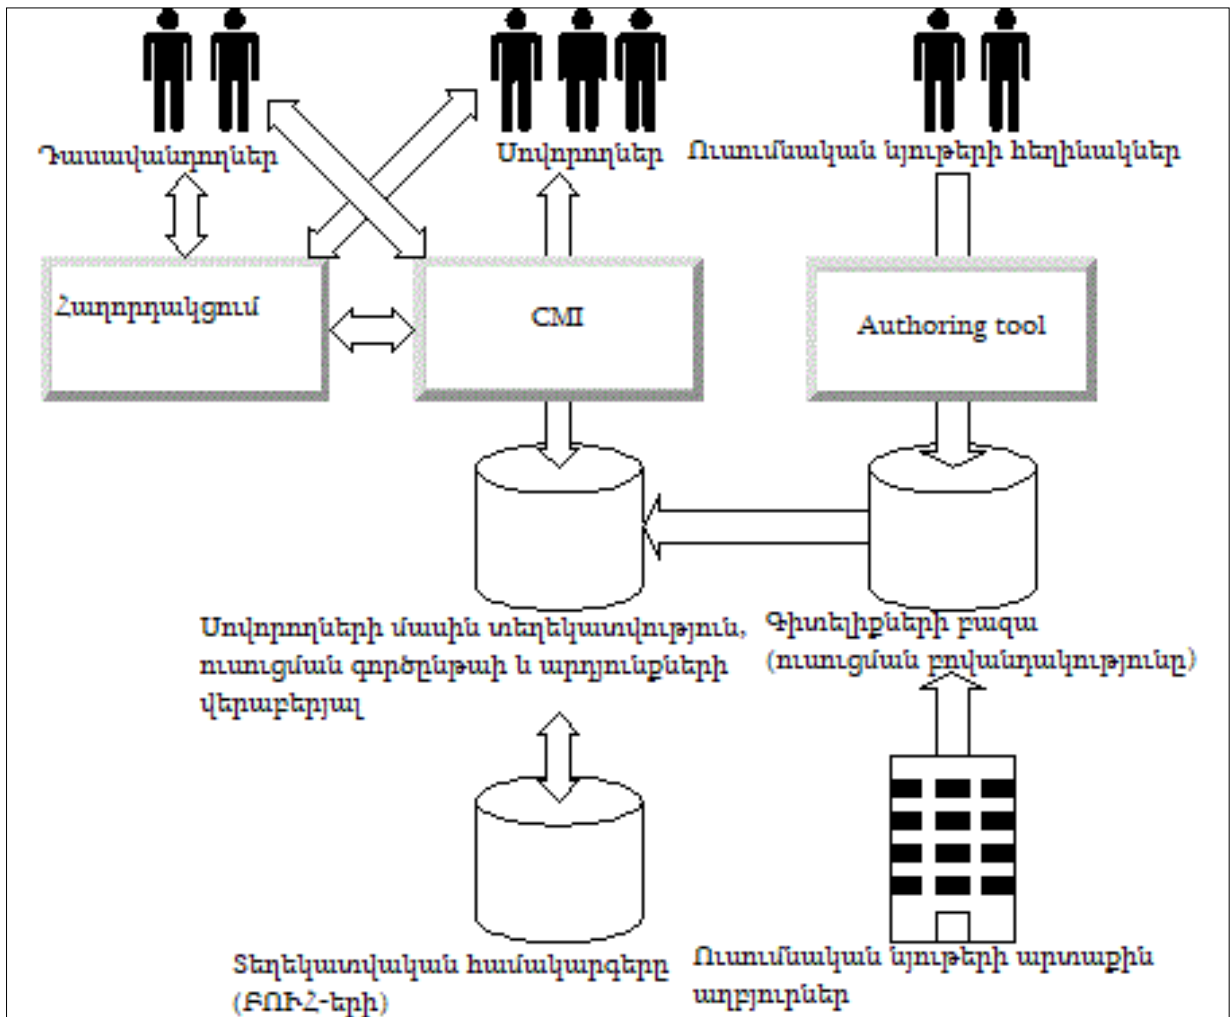 Դասավանդողներ
Սովորողներ
Ուսումնական նյութերի հեղինակներ
Հաղորդակցում
CMI
Authoring tool
Սովորողների մասին տեղեկատվություն,
ուսուցման գործընթաի և արդյունքների
վերաբերյալ
Գիտելիքների բազա
(ուսուցման բովանդակությունը)
Տեղեկատվական համակարգերը
(ԲՈՒՀ-երի)
Ուսումնական նյութերի արտաքին
աղբյուրներ